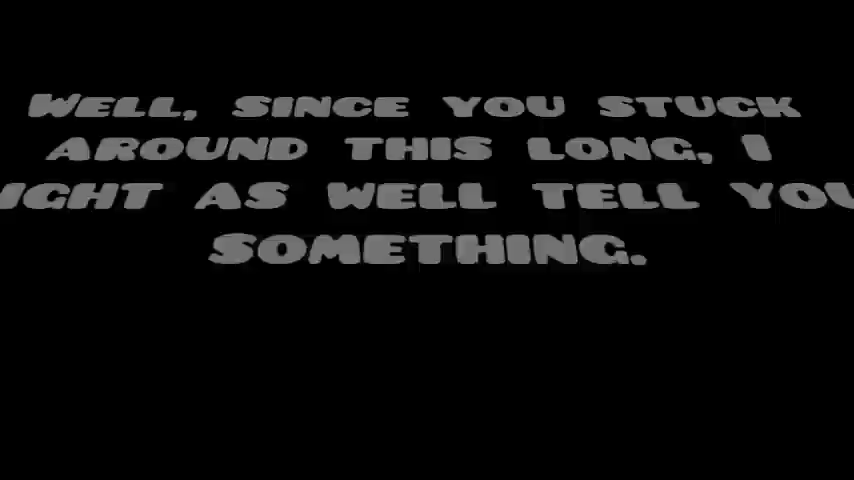 Well, since you stuck
around this long, I
ight as well tell you
something.